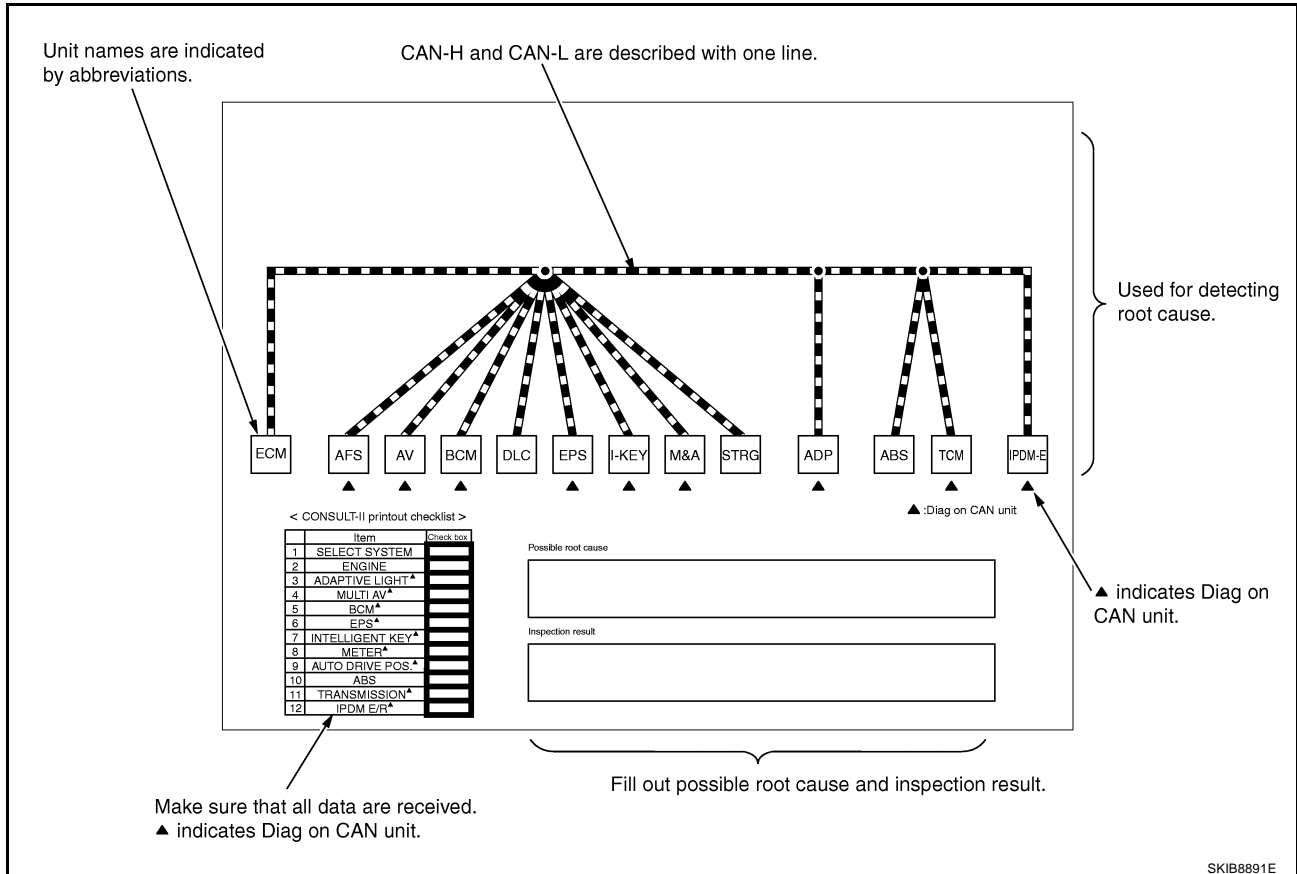 Unit names are indicated
by abbreviations.
CAN-H and CAN-L are described with one line.
Used for detecting
root cause.
ECM AFS AV BCM DLC EPS I-KEY M&A STRG ADP ABS TCM IPDM-E
▲ ▲ ▲ ▲ ▲ ▲ ▲ ▲ ▲
▲ :Diag on CAN unit
< CONSULT-II printout checklist >
Item Check box
1 SELECT SYSTEM
2 ENGINE
3 ADAPTIVE LIGHT▲
4 MULTI AV▲
5 BCM▲
6 EPS▲
7 INTELLIGENT KEY▲
8 METER▲
9 AUTO DRIVE POS.▲
10 ABS
11 TRANSMISSION▲
12 IPDM E/R▲
Possible root cause
Inspection result
▲ indicates Diag on
CAN unit.
Fill out possible root cause and inspection result.
Make sure that all data are received.
▲ indicates Diag on CAN unit.
SKIB8891E